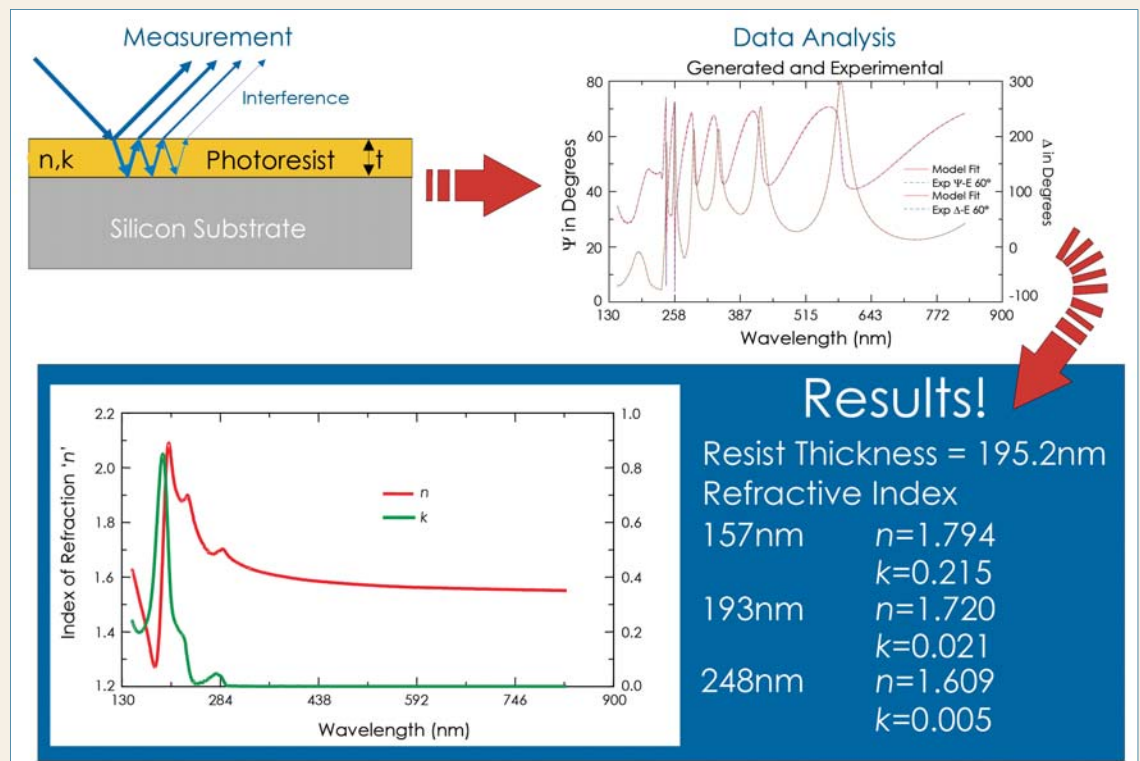 Measurement
Interference
n,k
Photoresist
t
Silicon Substrate
Data Analysis
Generated and Experimental
80
60
40
20
0
Ψ in Degrees
300
200
100
0
-100
Δ in Degrees
Model Fit
Exp Ψ-E 60°
Model Fit
Exp Δ-E 60°
130 258 387 515 643 772 900
Wavelength (nm)
Results!
Resist Thickness = 195.2nm
Refractive Index
157nm n=1.794
k=0.215
193nm n=1.720
k=0.021
248nm n=1.609
k=0.005
2.2
2.0
1.8
1.6
1.4
1.2
Index of Refraction 'n'
1.0
0.8
0.6
0.4
0.2
0.0
n
k
130 284 438 592 746 900
Wavelength (nm)